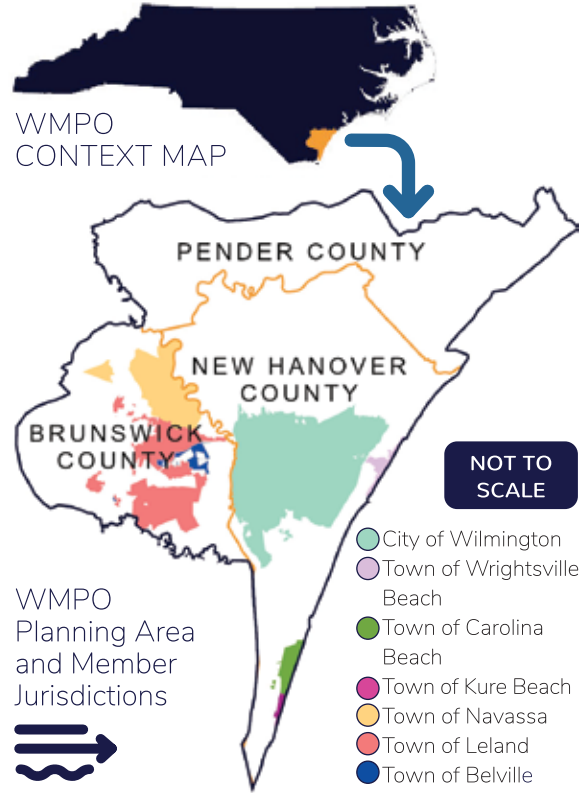 WMPO
CONTEXT MAP
PENDER COUNTY
NEW HANOVER
COUNTY
BRUNSWICK
COUNTY
NOT TO
SCALE
City of Wilmington
Town of Wrightsville
Beach
Town of Carolina
Beach
Town of Kure Beach
Town of Navassa
Town of Leland
Town of Belville
WMPO
Planning Area
and Member
Jurisdictions